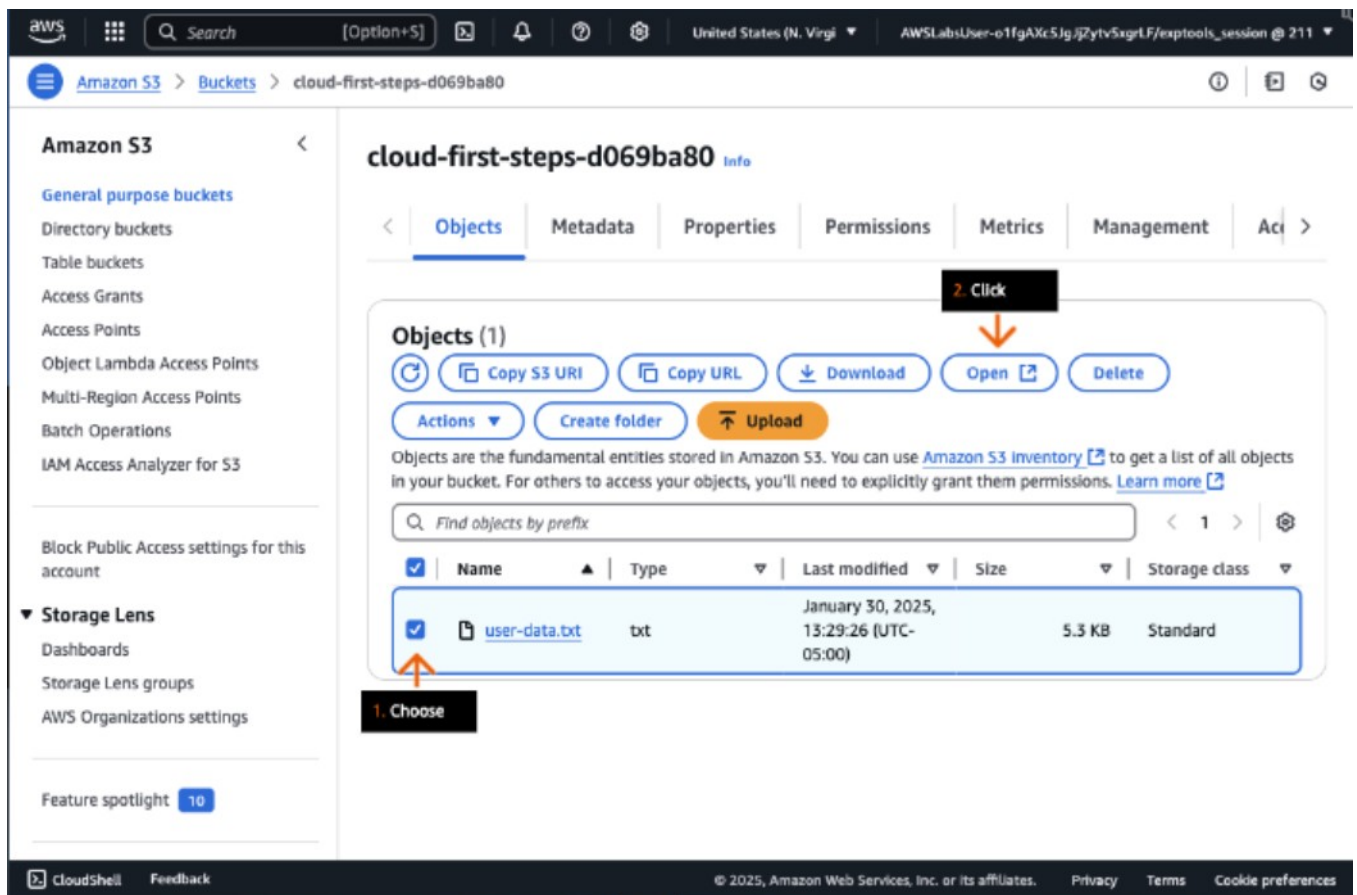 aws
Search [Option+S]
United States (N. Virgi
AWSLabsUser-o1fgAXc5JgJjZytvSxgrLF/exptools_session @ 211
Amazon S3 > Buckets > cloud-first-steps-d069ba80
Amazon S3
General purpose buckets
Directory buckets
Table buckets
Access Grants
Access Points
Object Lambda Access Points
Multi-Region Access Points
Batch Operations
IAM Access Analyzer for S3
Block Public Access settings for this
account
Storage Lens
Dashboards
Storage Lens groups
AWS Organizations settings
Feature spotlight 10
cloud-first-steps-d069ba80 Info
Objects Metadata Properties Permissions Metrics Management Acc
2. Click
Objects (1)
Copy S3 URI Copy URL Download Open Delete
Actions Create folder Upload
Objects are the fundamental entities stored in Amazon S3. You can use Amazon S3 inventory to get a list of all objects
in your bucket. For others to access your objects, you'll need to explicitly grant them permissions. Learn more
Find objects by prefix 1
Name Type Last modified Size Storage class
user-data.txt txt January 30, 2025, 5.3 KB Standard
13:29:26 (UTC-
05:00)
1. Choose
CloudShell Feedback © 2025, Amazon Web Services, Inc. or its affiliates. Privacy Terms Cookie preferences